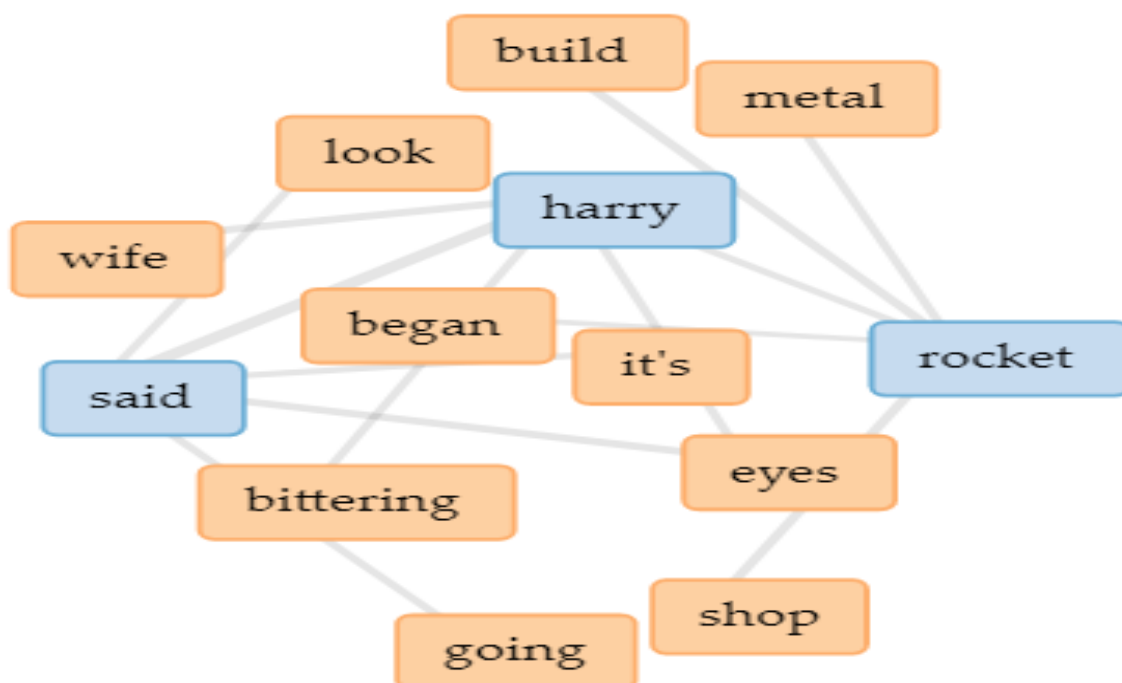 build
metal
look
harry
wife
began
it's
rocket
said
eyes
bittering
shop
going